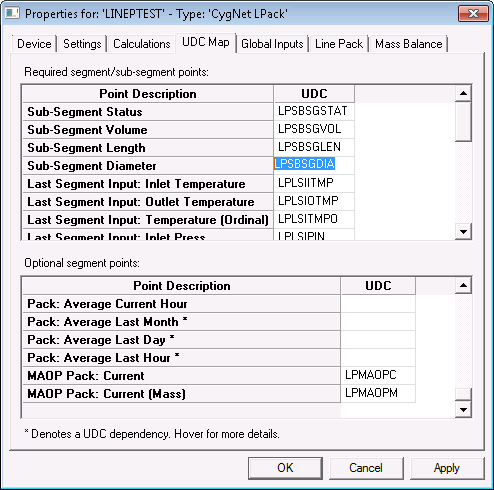 Properties for: 'LINEPTEST' - Type: 'CygNet LPack'
Device Settings Calculations UDC Map Global Inputs Line Pack Mass Balance
Required segment/sub-segment points:
Point Description UDC
Sub-Segment Status LPSBSGSTAT
Sub-Segment Volume LPSBSGVOL
Sub-Segment Length LPSBSGLEN
Sub-Segment Diameter LPSBSGDIA
Last Segment Input: Inlet Temperature LPLSIITMP
Last Segment Input: Outlet Temperature LPLSIOTMP
Last Segment Input: Temperature (Ordinal) LPLSITMPO
Last Segment Input: Inlet Press LPLSIPIN
Optional segment points:
Point Description UDC
Pack: Average Current Hour
Pack: Average Last Month *
Pack: Average Last Day *
Pack: Average Last Hour *
MAOP Pack: Current LPMAOPC
MAOP Pack: Current (Mass) LPMAOPM
* Denotes a UDC dependency. Hover for more details.
OK Cancel Apply